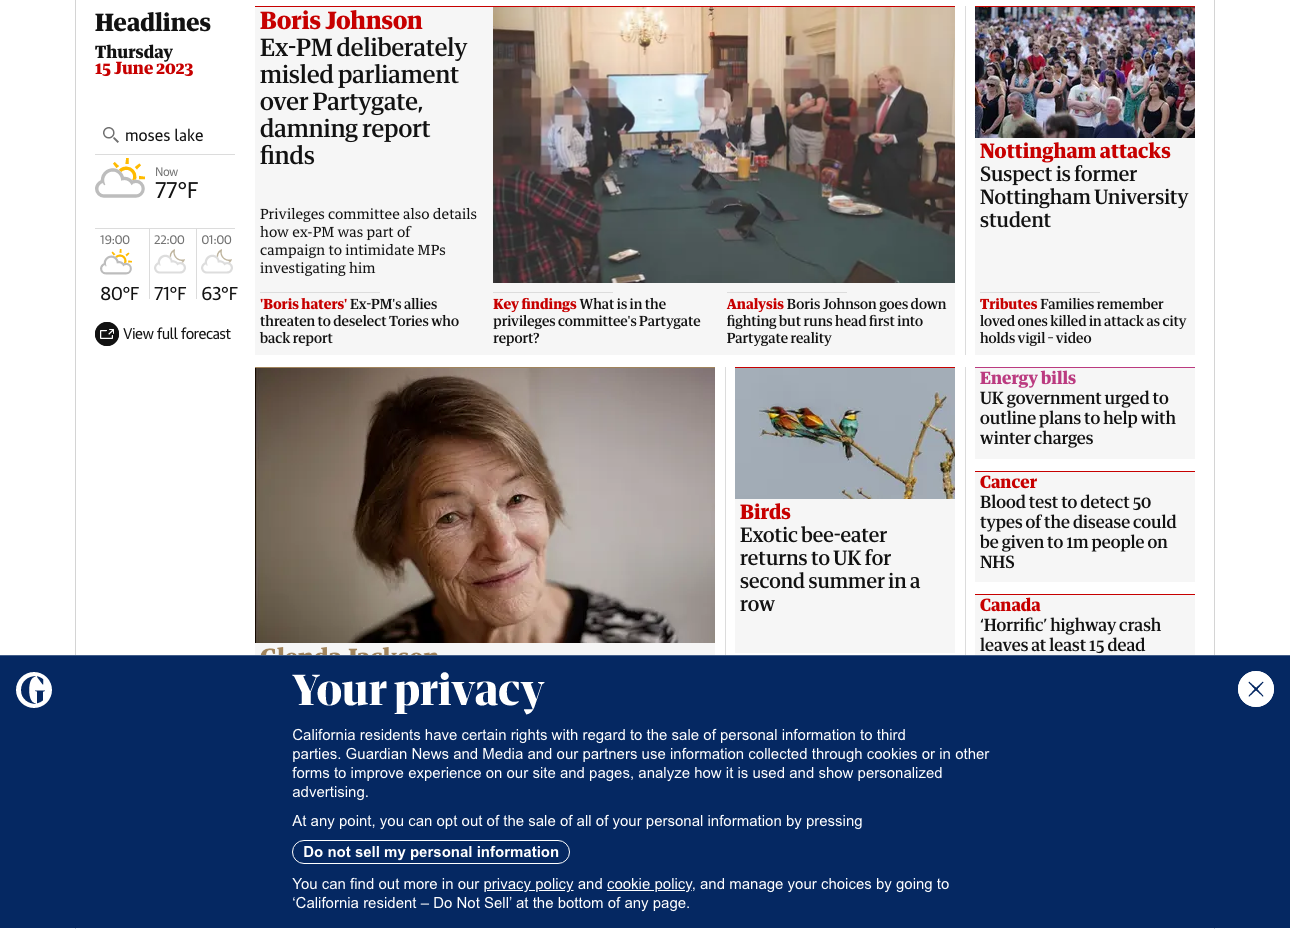 Headlines
Thursday
15 June 2023
moses lake
Now
77°F
19:00
22:00
01:00
80°F
71°F
63°F
View full forecast
Boris Johnson
Ex-PM deliberately
misled parliament
over Partygate,
damning report
finds
Privileges committee also details
how ex-PM was part of
campaign to intimidate MPs
investigating him
'Boris haters' Ex-PM's allies
threaten to deselect Tories who
back report
Key findings What is in the
privileges committee's Partygate
report?
Analysis Boris Johnson goes down
fighting but runs head first into
Partygate reality
Nottingham attacks
Suspect is former
Nottingham University
student
Tributes Families remember
loved ones killed in attack as city
holds vigil – video
Glenda Jackson
Birds
Exotic bee-eater
returns to UK for
second summer in a
row
Energy bills
UK government urged to
outline plans to help with
winter charges
Cancer
Blood test to detect 50
types of the disease could
be given to 1m people on
NHS
Canada
‘Horrific’ highway crash
leaves at least 15 dead
Your privacy
California residents have certain rights with regard to the sale of personal information to third
parties. Guardian News and Media and our partners use information collected through cookies or in other
forms to improve experience on our site and pages, analyze how it is used and show personalized
advertising.
At any point, you can opt out of the sale of all of your personal information by pressing
Do not sell my personal information
You can find out more in our privacy policy and cookie policy, and manage your choices by going to
‘California resident – Do Not Sell’ at the bottom of any page.